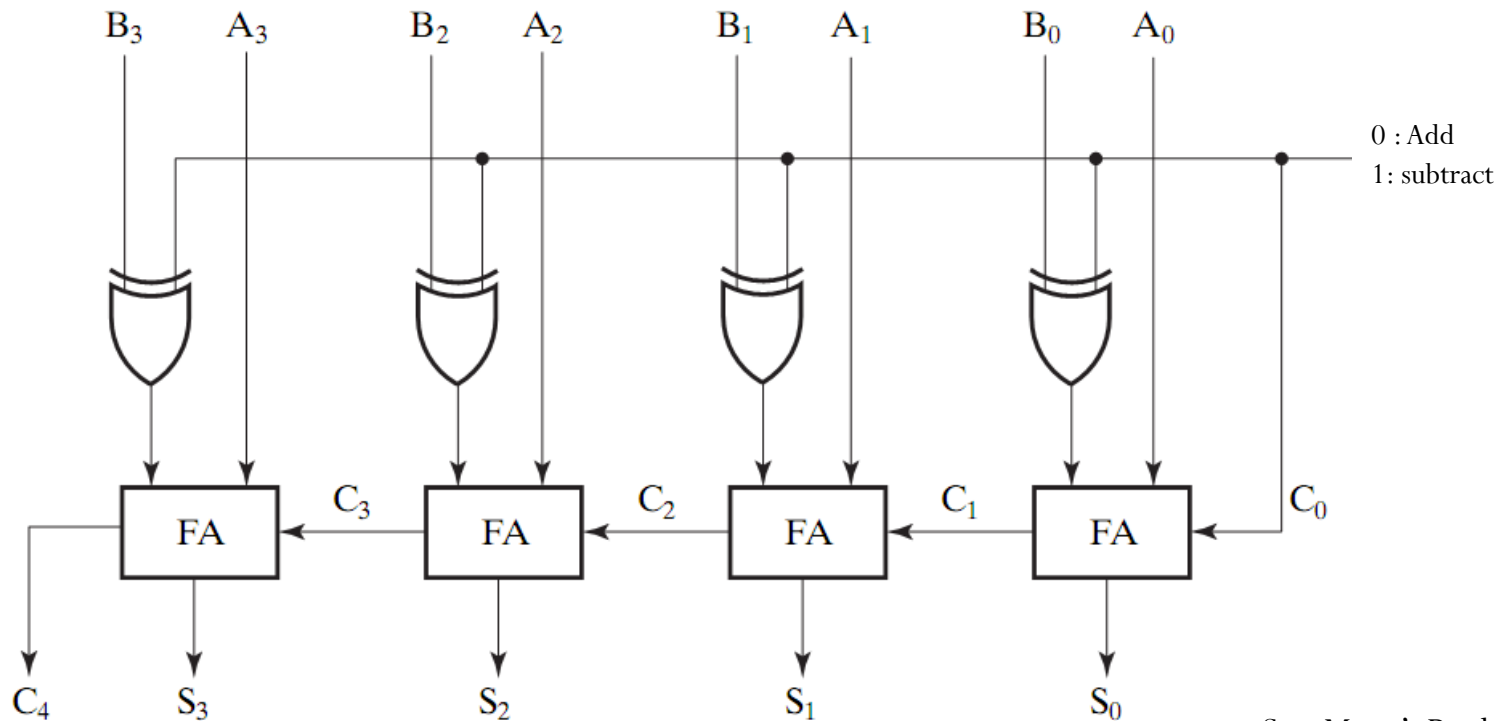 B₃ A₃ B₂ A₂ B₁ A₁ B₀ A₀
0 : Add
1: subtract
C₃ C₂ C₁ C₀
FA FA FA FA
C₄ S₃ S₂ S₁ S₀